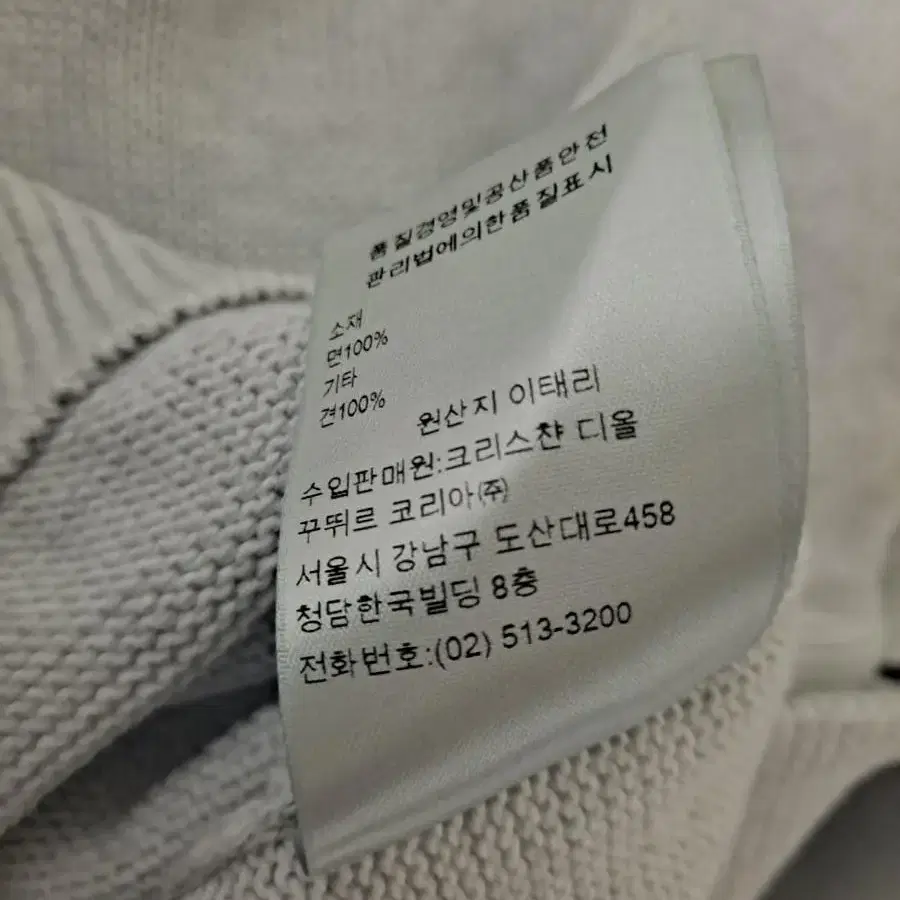 품질경영및공산품안전
관리법에의한품질표시
소재
면100%
기타
견100%
원산지 이태리
수입판매원:크리스챤 디올
꾸뛰르 코리아(주)
서울시 강남구 도산대로458
청담한국빌딩 8층
전화번호:(02) 513-3200